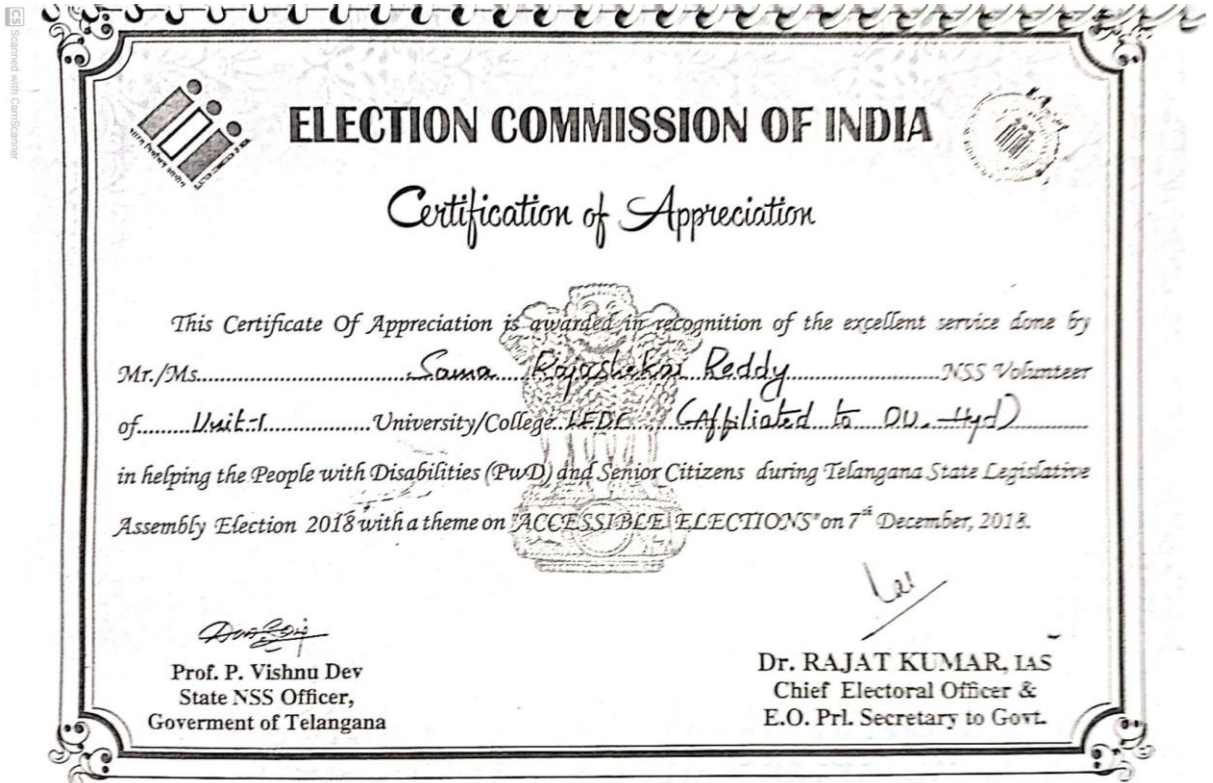 CS Scanned with CamScanner
ELECTION COMMISSION OF INDIA
Certification of Appreciation
This Certificate Of Appreciation is awarded in recognition of the excellent service done by
Mr./Ms.......Sama Rajashekar Reddy.......NSS Volunteer
of.......Unit-1.......University/College.......(Affiliated to OU. Hyd)
in helping the People with Disabilities (PwD) and Senior Citizens during Telangana State Legislative
Assembly Election 2018 with a theme on "ACCESSIBLE ELECTIONS" on 7th December, 2018.
Prof. P. Vishnu Dev
State NSS Officer,
Goverment of Telangana
Dr. RAJAT KUMAR, IAS
Chief Electoral Officer &
E.O. Prl. Secretary to Govt.